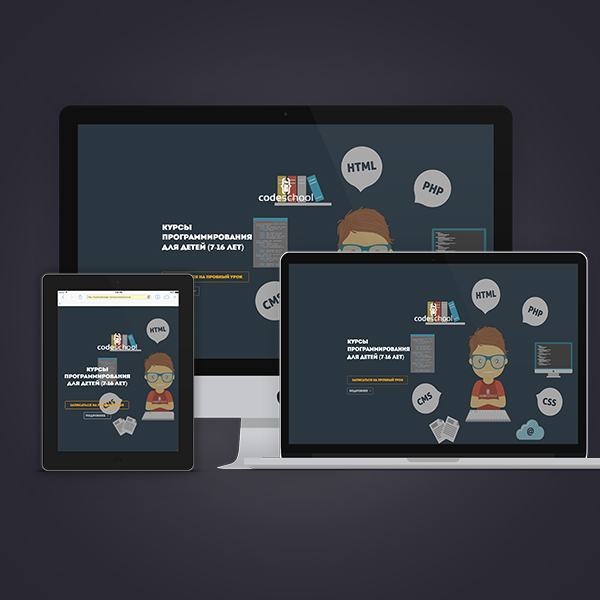 HTML
PHP
codeschool
КУРСЫ
ПРОГРАММИРОВАНИЯ
ДЛЯ ДЕТЕЙ (7-16 ЛЕТ)
НА ПРОБНЫЙ УРОК
CMS
HTML
PHP
codeschool
КУРСЫ
ПРОГРАММИРОВАНИЯ
ДЛЯ ДЕТЕЙ (7-16 ЛЕТ)
ЗАПИСАТЬСЯ НА ПРОБНЫЙ УРОК
ПОДРОБНЕЕ
CMS
CSS
@
HTML
codeschool
КУРСЫ
ПРОГРАММИРОВАНИЯ
ДЛЯ ДЕТЕЙ (7-16 ЛЕТ)
ЗАПИСАТЬСЯ НА
CMS
ПОДРОБНЕЕ